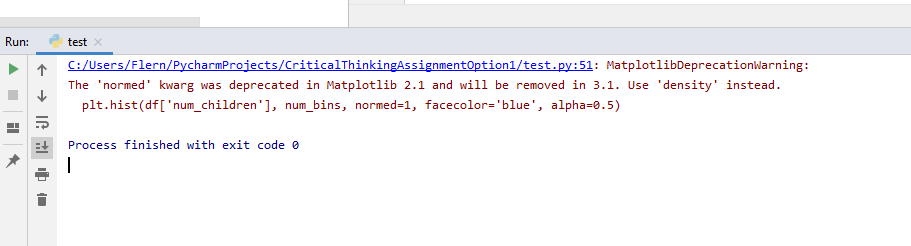 Run: test
C:/Users/Flern/PycharmProjects/CriticalThinkingAssignmentOption1/test.py:51: MatplotlibDeprecationWarning:
The 'normed' kwarg was deprecated in Matplotlib 2.1 and will be removed in 3.1. Use 'density' instead.
  plt.hist(df['num_children'], num_bins, normed=1, facecolor='blue', alpha=0.5)
Process finished with exit code 0